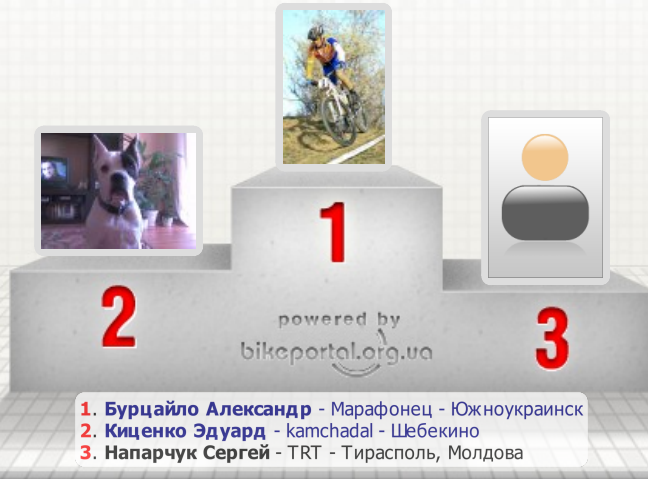 1
2
3
powered by
bikeportal.org.ua
1. Бурцайло Александр - Марафонец - Южноукраинск
2. Киценко Эдуард - kamchadal - Шебекино
3. Напарчук Сергей - TRT - Тирасполь, Молдова